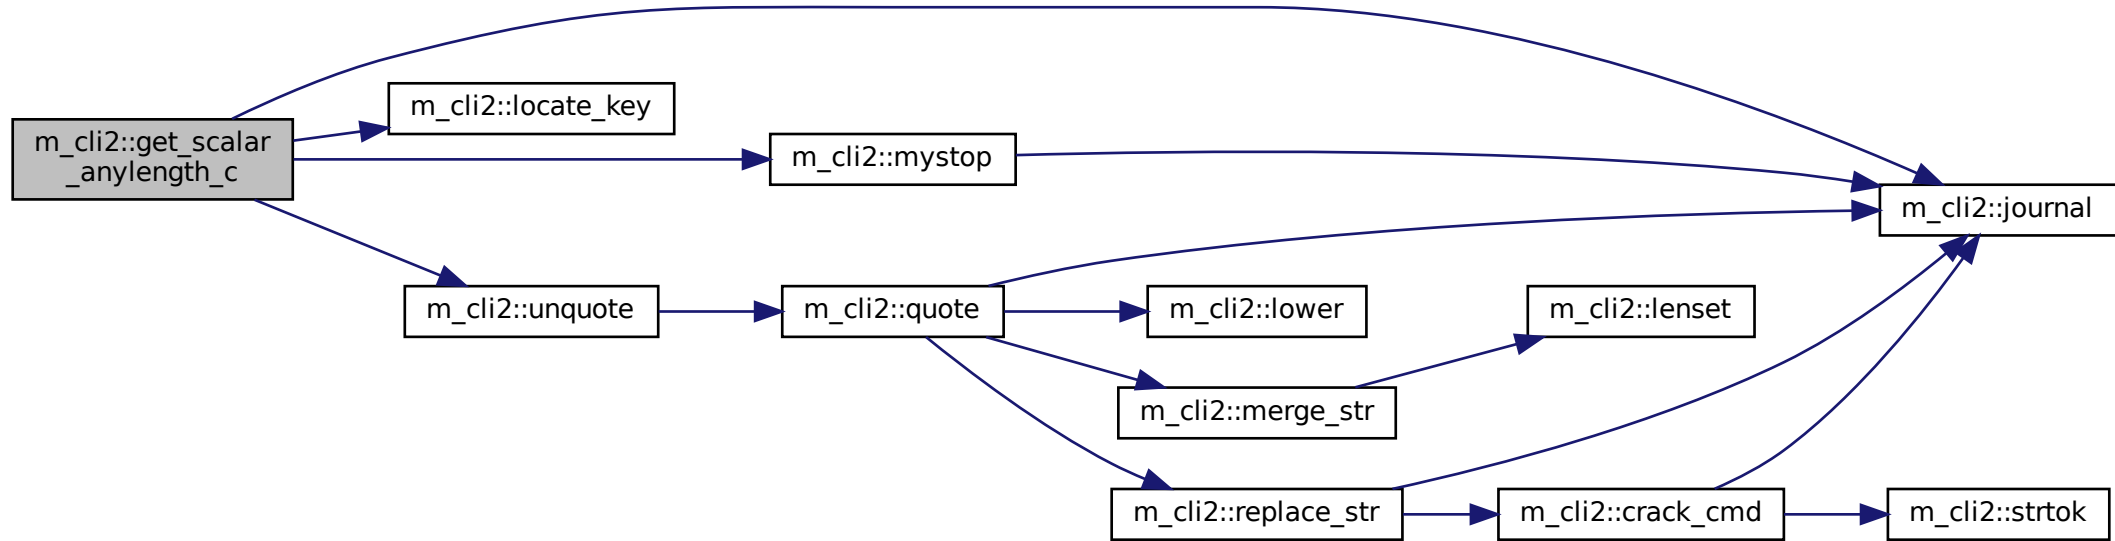 m_cli2::get_scalar
_anylength_c
m_cli2::locate_key
m_cli2::mystop
m_cli2::journal
m_cli2::unquote
m_cli2::quote
m_cli2::lower
m_cli2::lenset
m_cli2::merge_str
m_cli2::replace_str
m_cli2::crack_cmd
m_cli2::strtok